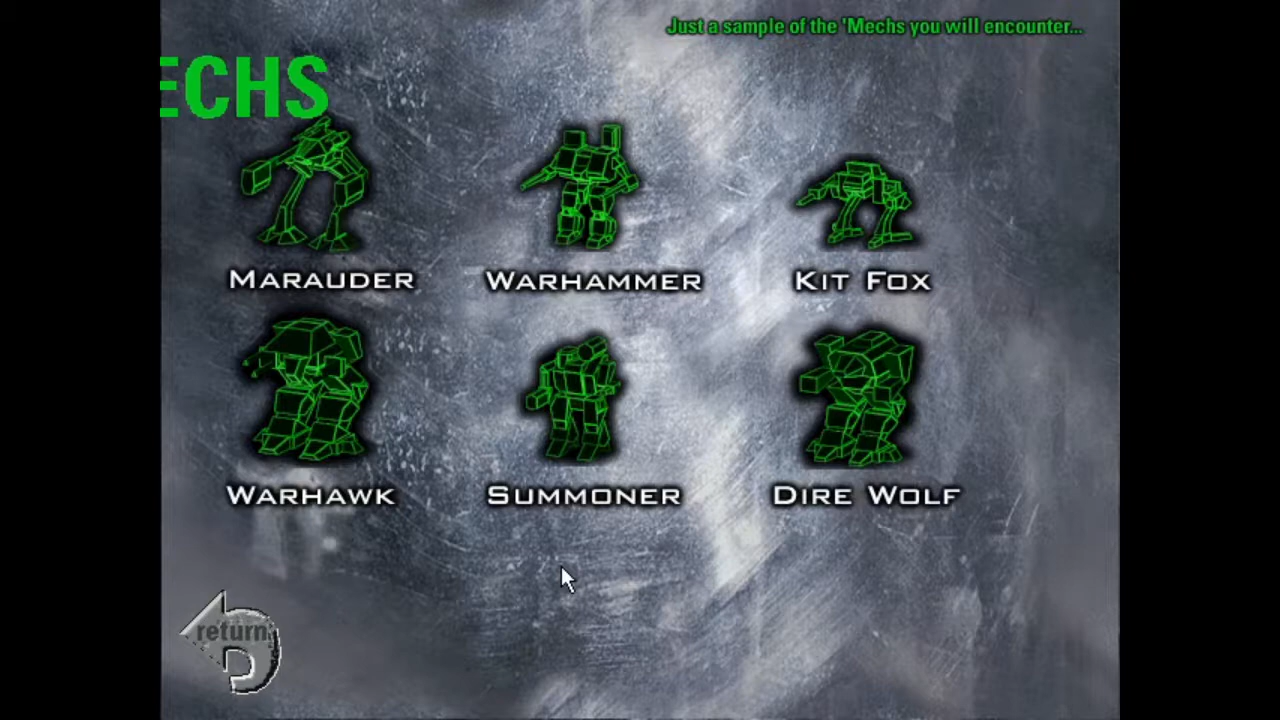 Just a sample of the 'Mechs you will encounter...
ECHS
MARAUDER
WARHAMMER
KIT FOX
WARHAWK
SUMMONER
DIRE WOLF
return